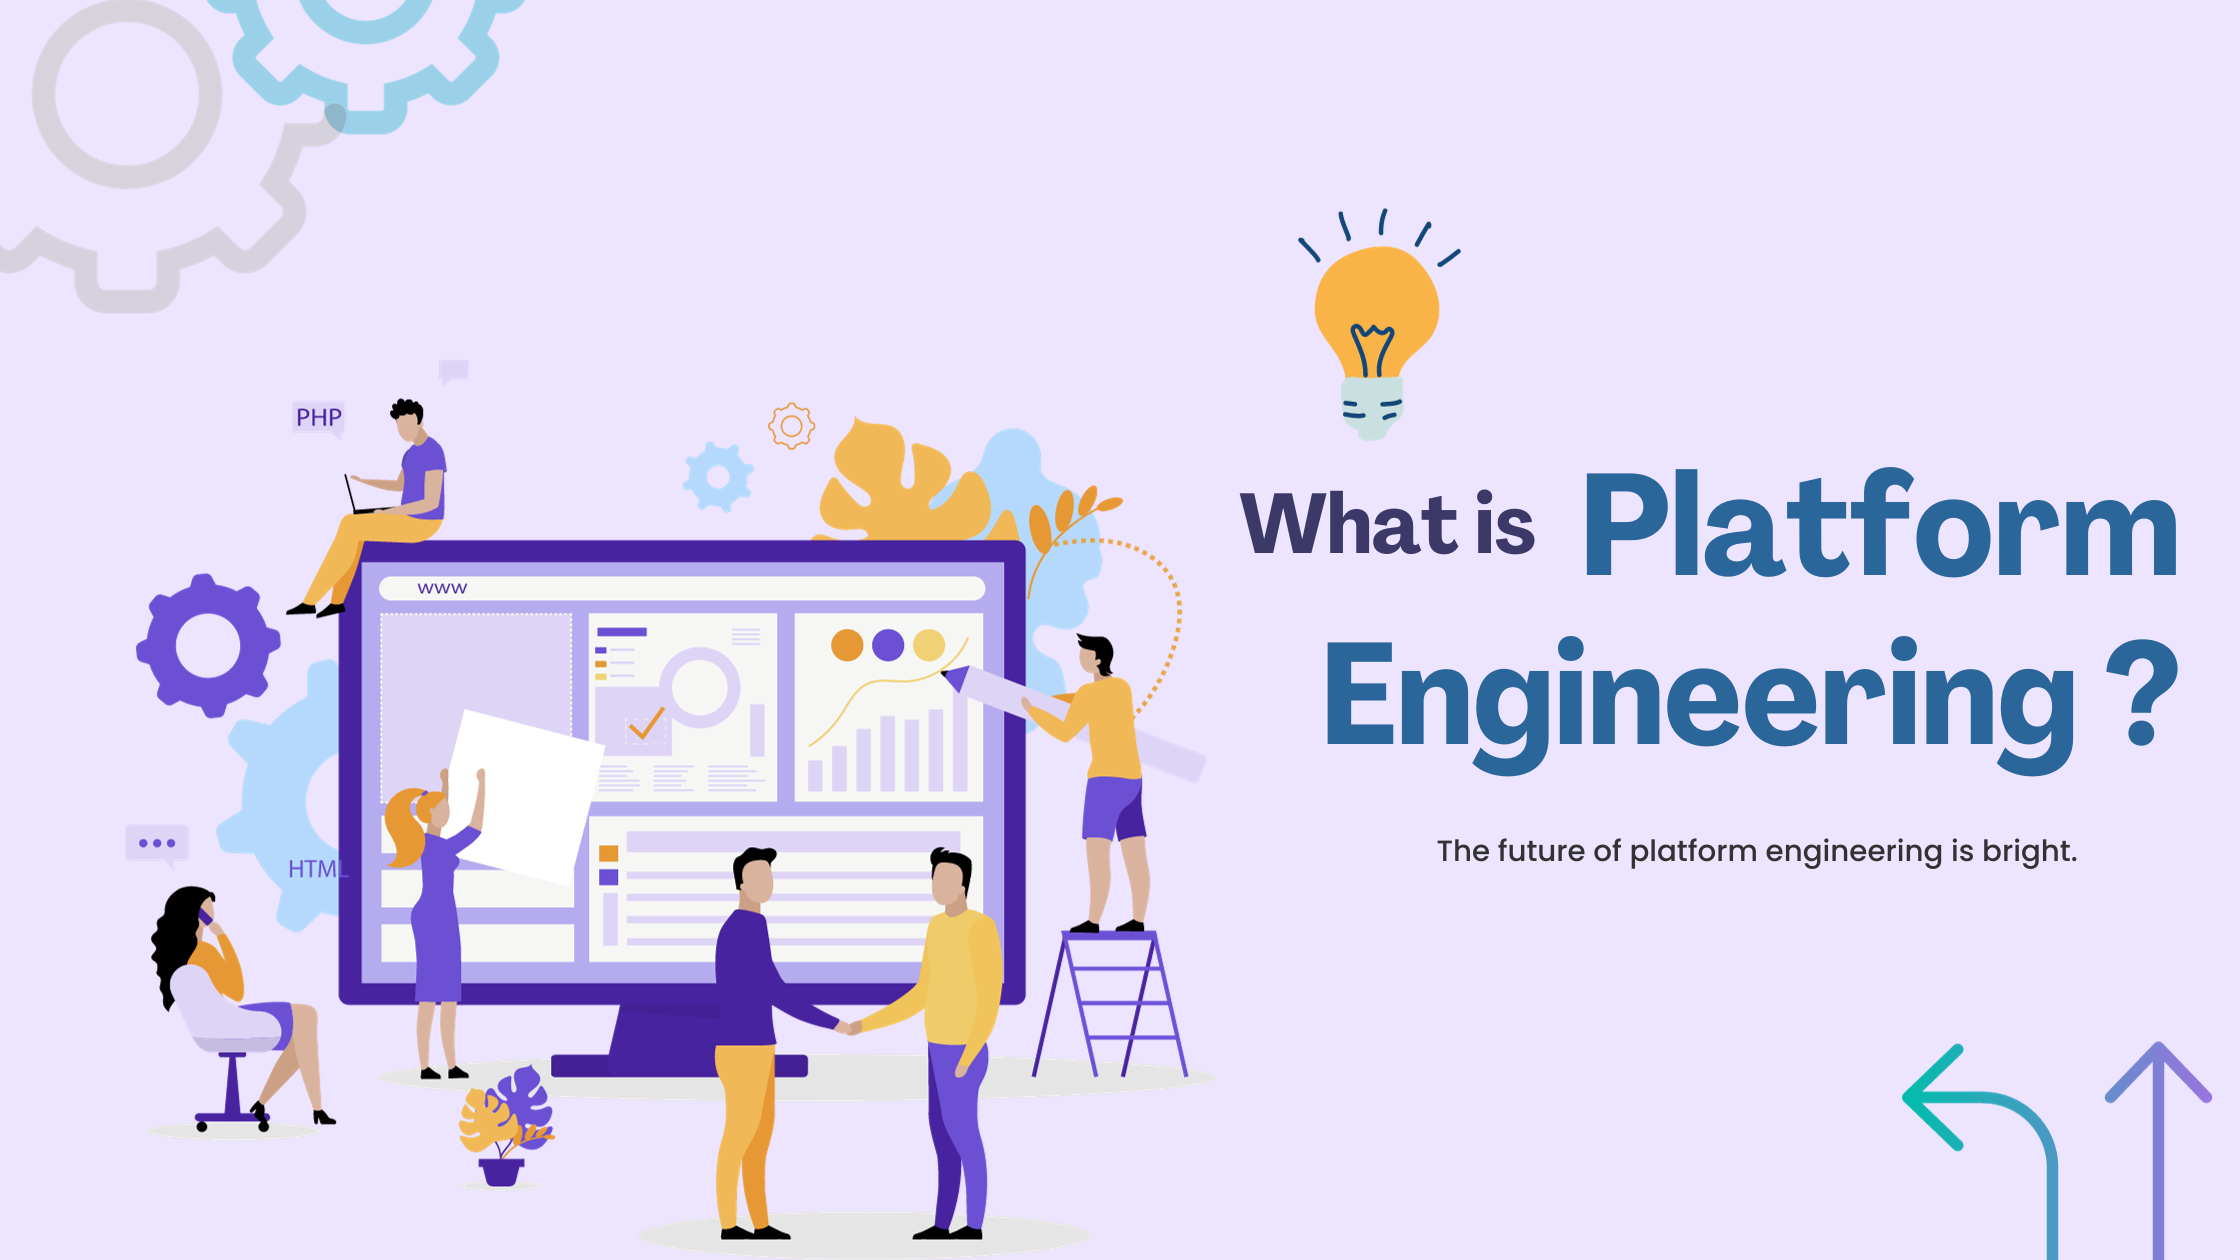 PHP
www
HTML
What is Platform
Engineering ?
The future of platform engineering is bright.